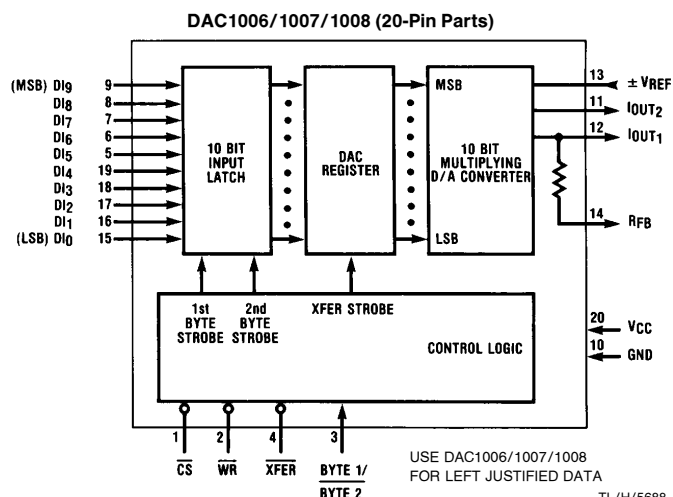 DAC1006/1007/1008 (20-Pin Parts)
(MSB) DI9 9
DI8 8
DI7 7
DI6 6
DI5 5
DI4 19
DI3 18
DI2 17
DI1 16
(LSB) DI0 15
10 BIT
INPUT
LATCH
DAC
REGISTER
MSB
10 BIT
MULTIPLYING
D/A CONVERTER
LSB
13 ± VREF
11 IOUT2
12 IOUT1
14 RFB
1st
BYTE
STROBE
2nd
BYTE
STROBE
XFER STROBE
CONTROL LOGIC
20 VCC
10 GND
1 2 4 3
CS WR XFER BYTE 1/
BYTE 2
USE DAC1006/1007/1008
FOR LEFT JUSTIFIED DATA
TL/H/5688